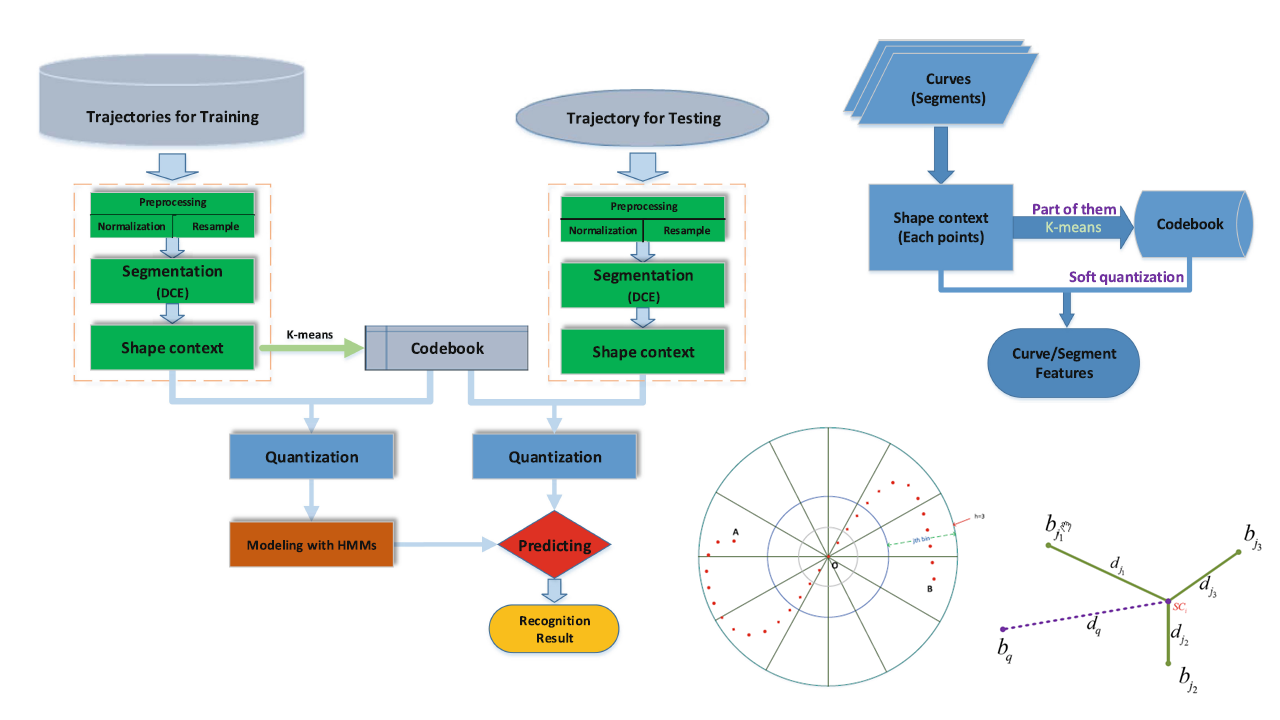 Trajectories for Training
Preprocessing
Normalization Resample
Segmentation
(DCE)
Shape context
K-means
Codebook
Trajectory for Testing
Preprocessing
Normalization Resample
Segmentation
(DCE)
Shape context
Quantization
Quantization
Modeling with HMMs
Predicting
Recognition
Result
Curves
(Segments)
Shape context
(Each points)
Part of them
K-means
Codebook
Soft quantization
Curve/Segment
Features
A
O
B
h=3
jth bin
b_{j_1}
d_{j_1}
b_{j_3}
d_{j_3}
SC_i
d_q
b_q
d_{j_2}
b_{j_2}